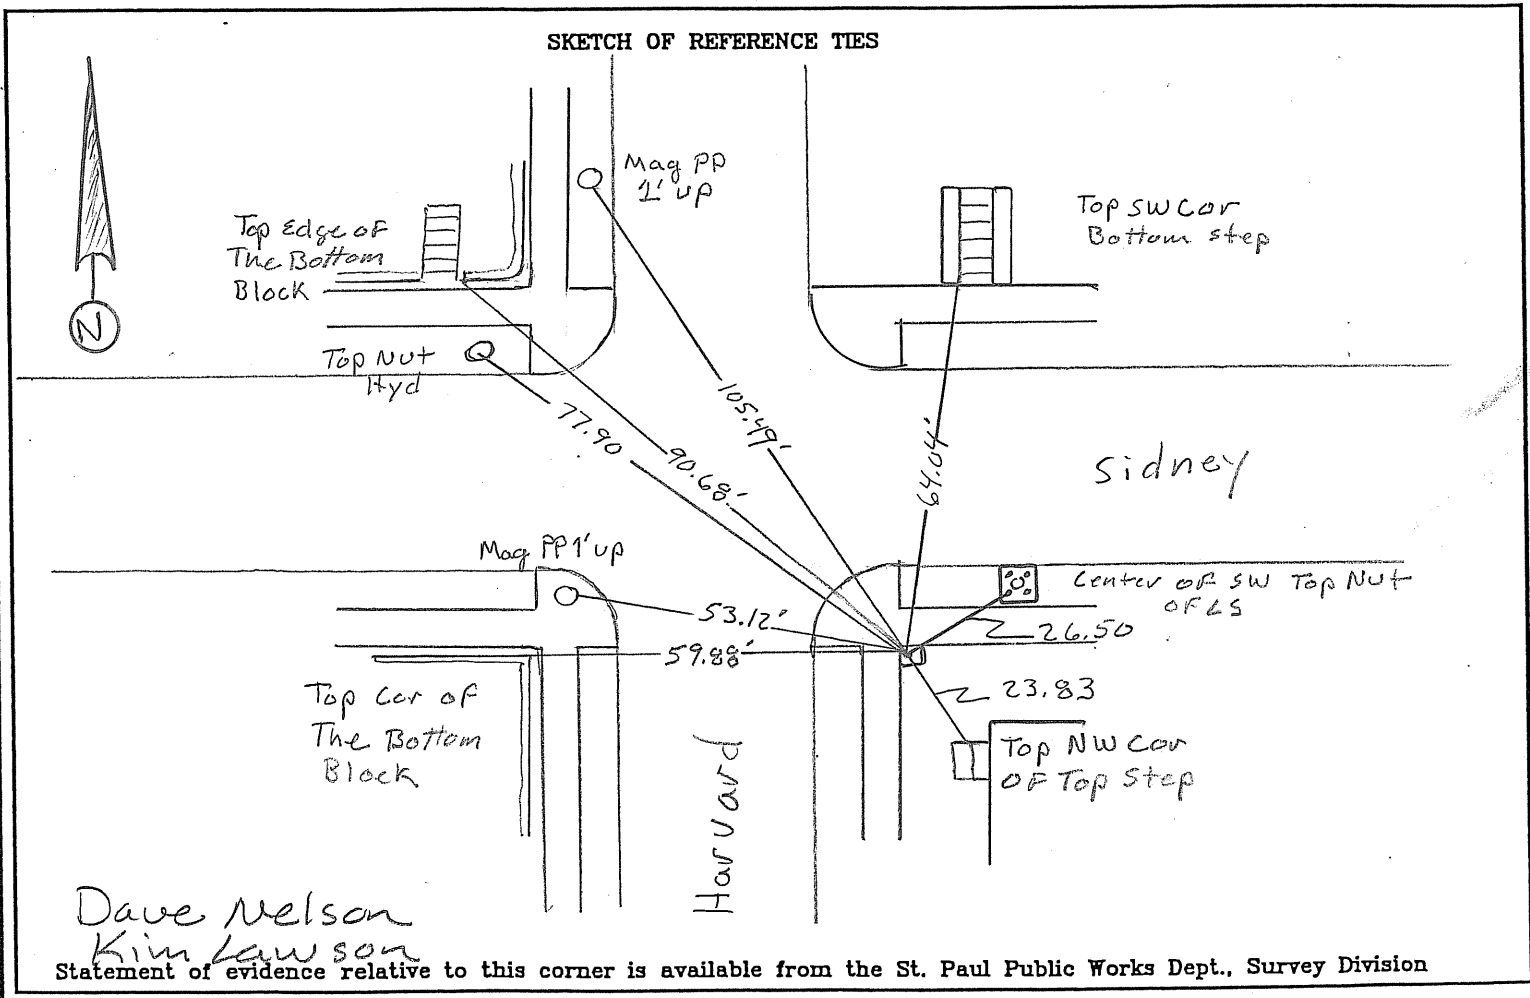 SKETCH OF REFERENCE TIES
Mag PP
1' up
Top Edge of
The Bottom
Block
Top SW Cor
Bottom Step
N
Top Nut
Hyd
77.90
90.68'
105.49'
64.04'
Sidney
Mag PP 1' up
53.12'
59.88'
Center OF SW Top Nut
OF LS
26.50
23.83
Top Cor of
The Bottom
Block
Harvard
Top NW Cor
OF Top Step
Dave Nelson
Kim Lawson
Statement of evidence relative to this corner is available from the St. Paul Public Works Dept., Survey Division